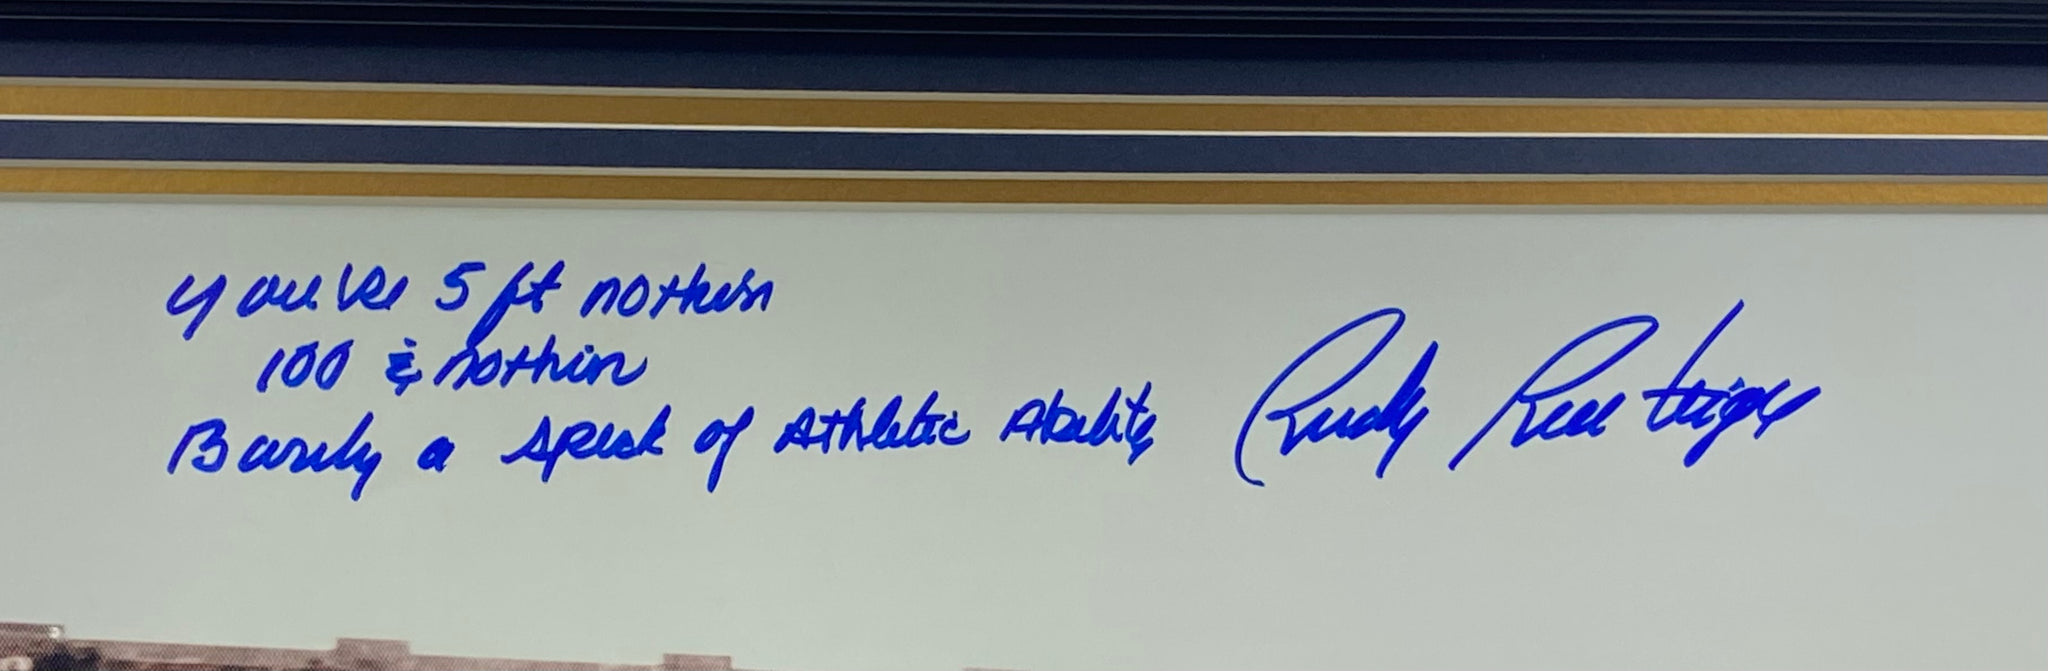 you're 5 ft nothin
100 & nothin
Barely a speck of Athletic Ability
Rudy Ruettiger